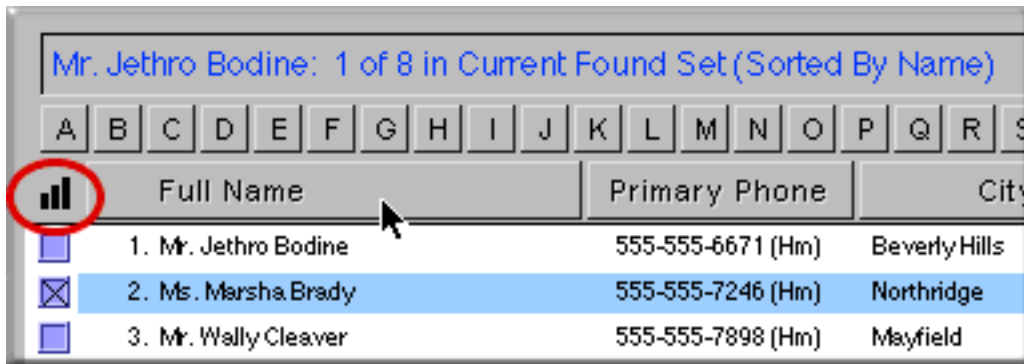 Mr. Jethro Bodine: 1 of 8 in Current Found Set (Sorted By Name)
A B C D E F G H I J K L M N O P Q R S
Full Name Primary Phone City
1. Mr. Jethro Bodine 555-555-6671 (Hm) Beverly Hills
2. Ms. Marsha Brady 555-555-7246 (Hm) Northridge
3. Mr. Wally Cleaver 555-555-7898 (Hm) Mayfield